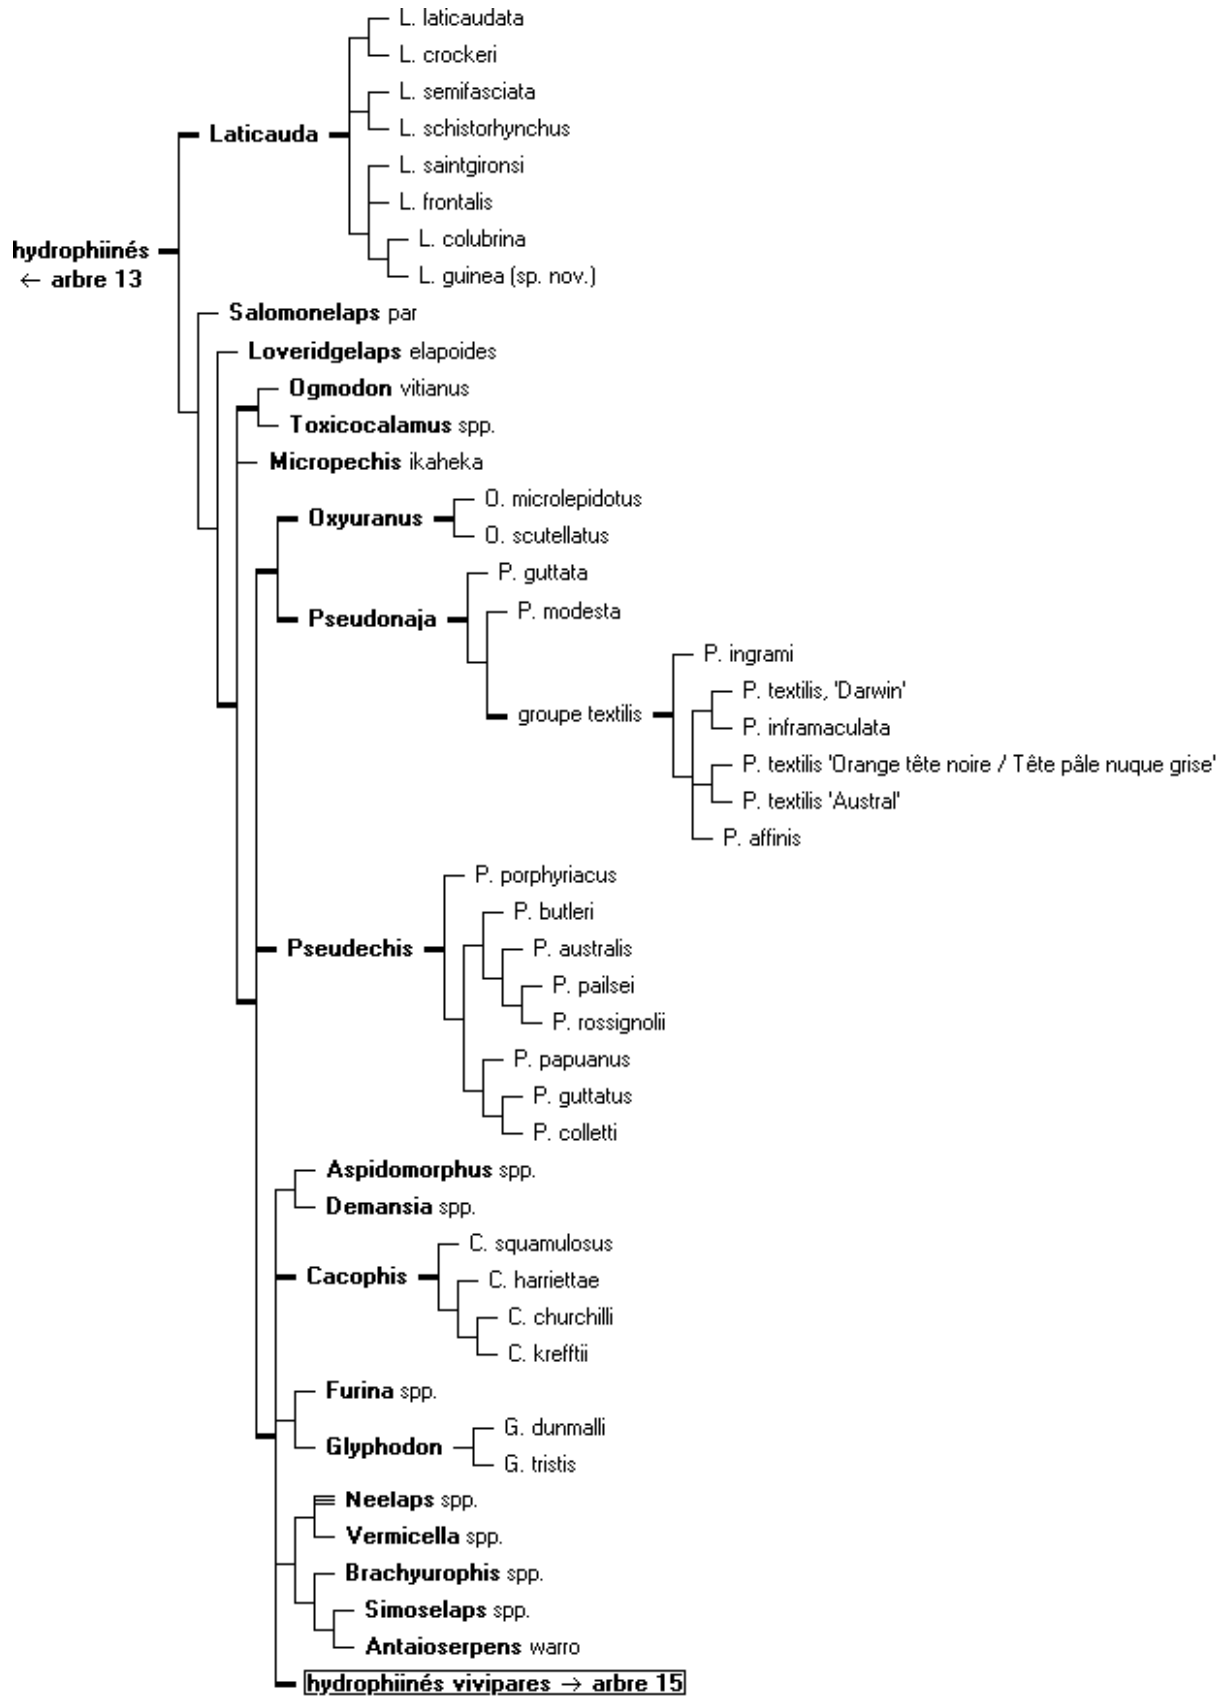 L. laticaudata
L. crockeri
L. semifasciata
Laticauda
L. schistorhynchus
L. saintgironsi
L. frontalis
L. colubrina
hydrophiinés
← arbre 13
L. guinea (sp. nov.)
Salomonelaps par
Loveridgelaps elapoides
Ogmodon vitianus
Toxicocalamus spp.
Micropechis ikaheka
O. microlepidotus
Oxyuranus
O. scutellatus
P. guttata
P. modesta
Pseudonaja
P. ingrami
P. textilis, 'Darwin'
groupe textilis
P. inframaculata
P. textilis 'Orange tête noire / Tête pâle nuque grise'
P. textilis 'Austral'
P. affinis
P. porphyriacus
P. butleri
Pseudechis
P. australis
P. pailsei
P. rossignolii
P. papuanus
P. guttatus
P. colletti
Aspidomorphus spp.
Demansia spp.
C. squamulosus
Cacophis
C. harriettae
C. churchilli
C. krefftii
Furina spp.
G. dunmalli
Glyphodon
G. tristis
Neelaps spp.
Vermicella spp.
Brachyurophis spp.
Simoselaps spp.
Antaioserpens warro
hydrophiinés vivipares → arbre 15